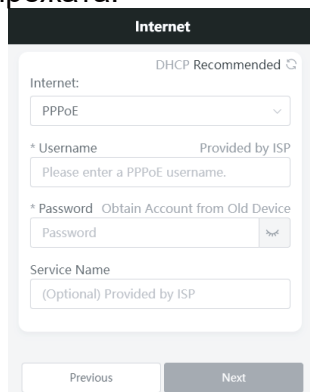 Internet
DHCP Recommended
Internet:
PPPoE
* Username Provided by ISP
Please enter a PPPoE username.
* Password Obtain Account from Old Device
Password
Service Name
(Optional) Provided by ISP
Previous Next